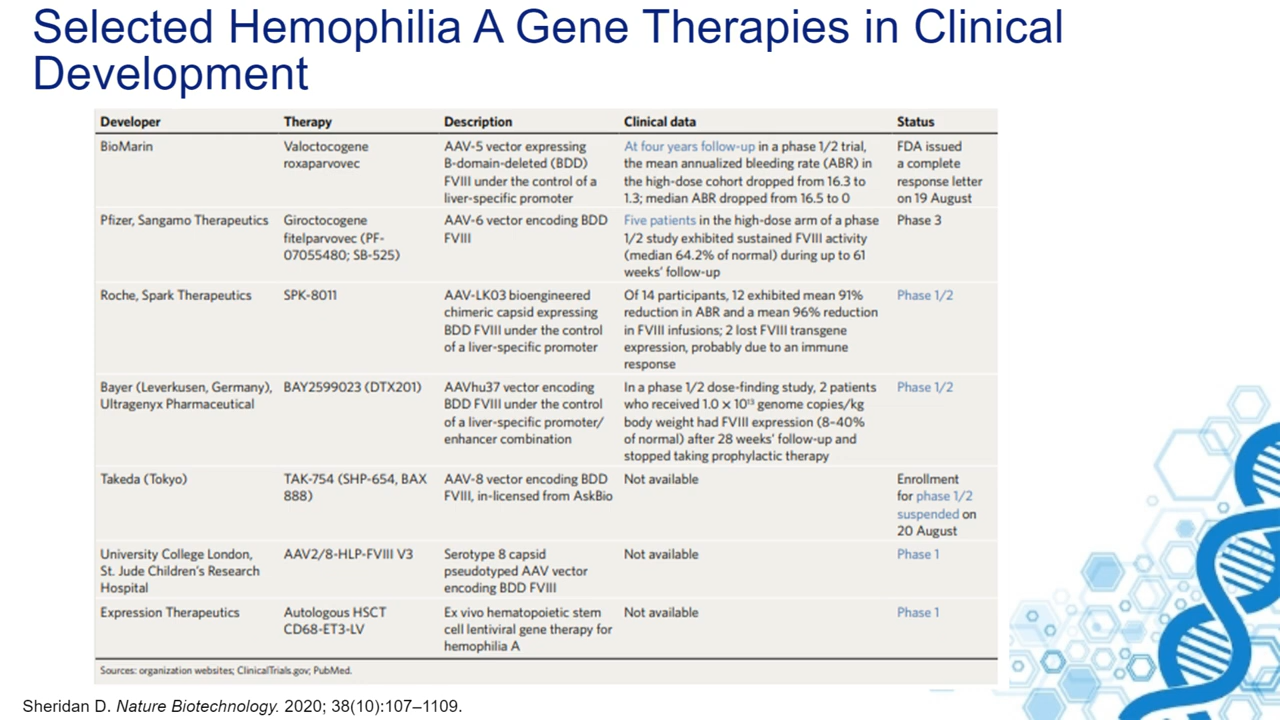 Selected Hemophilia A Gene Therapies in Clinical
Development
Developer Therapy Description Clinical data Status
BioMarin
Valoctocogene
roxaparvovec
AAV-5 vector expressing
B-domain-deleted (BDD)
FVIII under the control of a
liver-specific promoter
At four years follow-up in a phase 1/2 trial,
the mean annualized bleeding rate (ABR) in
the high-dose cohort dropped from 16.3 to
1.3; median ABR dropped from 16.5 to 0
FDA issued
a complete
response letter
on 19 August
Pfizer, Sangamo Therapeutics
Giroctocogene
fitelparvovec (PF-
07055480; SB-525)
AAV-6 vector encoding BDD
FVIII
Five patients in the high-dose arm of a phase
1/2 study exhibited sustained FVIII activity
(median 64.2% of normal) during up to 61
weeks' follow-up
Phase 3
Roche, Spark Therapeutics
SPK-8011
AAV-LK03 bioengineered
chimeric capsid expressing
BDD FVIII under the control
of a liver-specific promoter
Of 14 participants, 12 exhibited mean 91%
reduction in ABR and a mean 96% reduction
in FVIII infusions; 2 lost FVIII transgene
expression, probably due to an immune
response
Phase 1/2
Bayer (Leverkusen, Germany),
Ultragenyx Pharmaceutical
BAY2599023 (DTX201)
AAVhu37 vector encoding
BDD FVIII under the control
of a liver-specific promoter/
enhancer combination
In a phase 1/2 dose-finding study, 2 patients
who received 1.0 × 10¹³ genome copies/kg
body weight had FVIII expression (8–40%
of normal) after 28 weeks' follow-up and
stopped taking prophylactic therapy
Phase 1/2
Takeda (Tokyo)
TAK-754 (SHP-654, BAX
888)
AAV-8 vector encoding BDD
FVIII, in-licensed from AskBio
Not available
Enrollment
for phase 1/2
suspended on
20 August
University College London,
St. Jude Children's Research
Hospital
AAV2/8-HLP-FVIII V3
Serotype 8 capsid
pseudotyped AAV vector
encoding BDD FVIII
Not available
Phase 1
Expression Therapeutics
Autologous HSCT
CD68-ET3-LV
Ex vivo hematopoietic stem
cell lentiviral gene therapy for
hemophilia A
Not available
Phase 1
Sources: organization websites; ClinicalTrials.gov; PubMed.
Sheridan D. Nature Biotechnology. 2020; 38(10):107–1109.